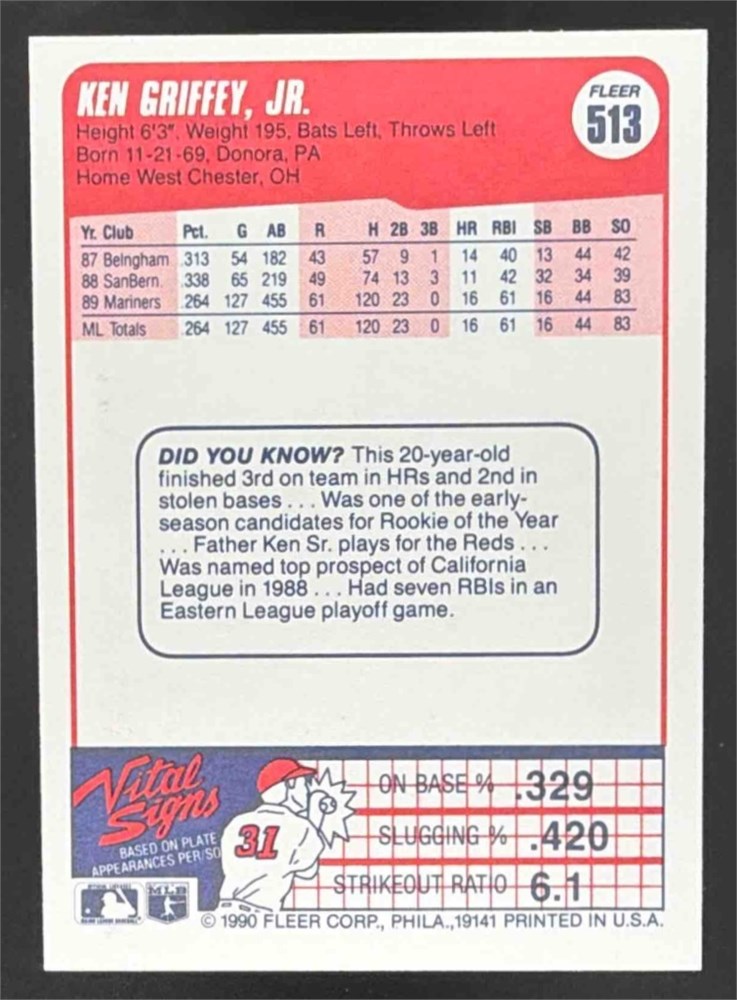 KEN GRIFFEY, JR.
FLEER
513
Height 6'3". Weight 195, Bats Left, Throws Left
Born 11-21-69, Donora, PA
Home West Chester, OH
Yr. Club Pct. G AB R H 2B 3B HR RBI SB BB SO
87 Belngham .313 54 182 43 57 9 1 14 40 13 44 42
88 SanBern. .338 65 219 49 74 13 3 11 42 32 34 39
89 Mariners .264 127 455 61 120 23 0 16 61 16 44 83
ML Totals .264 127 455 61 120 23 0 16 61 16 44 83
DID YOU KNOW? This 20-year-old
finished 3rd on team in HRs and 2nd in
stolen bases . . . Was one of the early-
season candidates for Rookie of the Year
. . . Father Ken Sr. plays for the Reds . . .
Was named top prospect of California
League in 1988 . . . Had seven RBIs in an
Eastern League playoff game.
Vital
Signs
BASED ON PLATE
APPEARANCES PER/SO
31
ON BASE % .329
SLUGGING % .420
STRIKEOUT RATIO 6.1
MLB
© 1990 FLEER CORP., PHILA.,19141 PRINTED IN U.S.A.